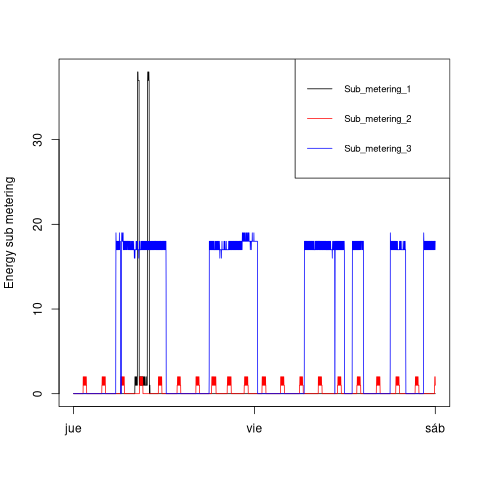 Sub_metering_1
Sub_metering_2
Sub_metering_3
Energy sub metering
30
20
10
0
jue
vie
sáb